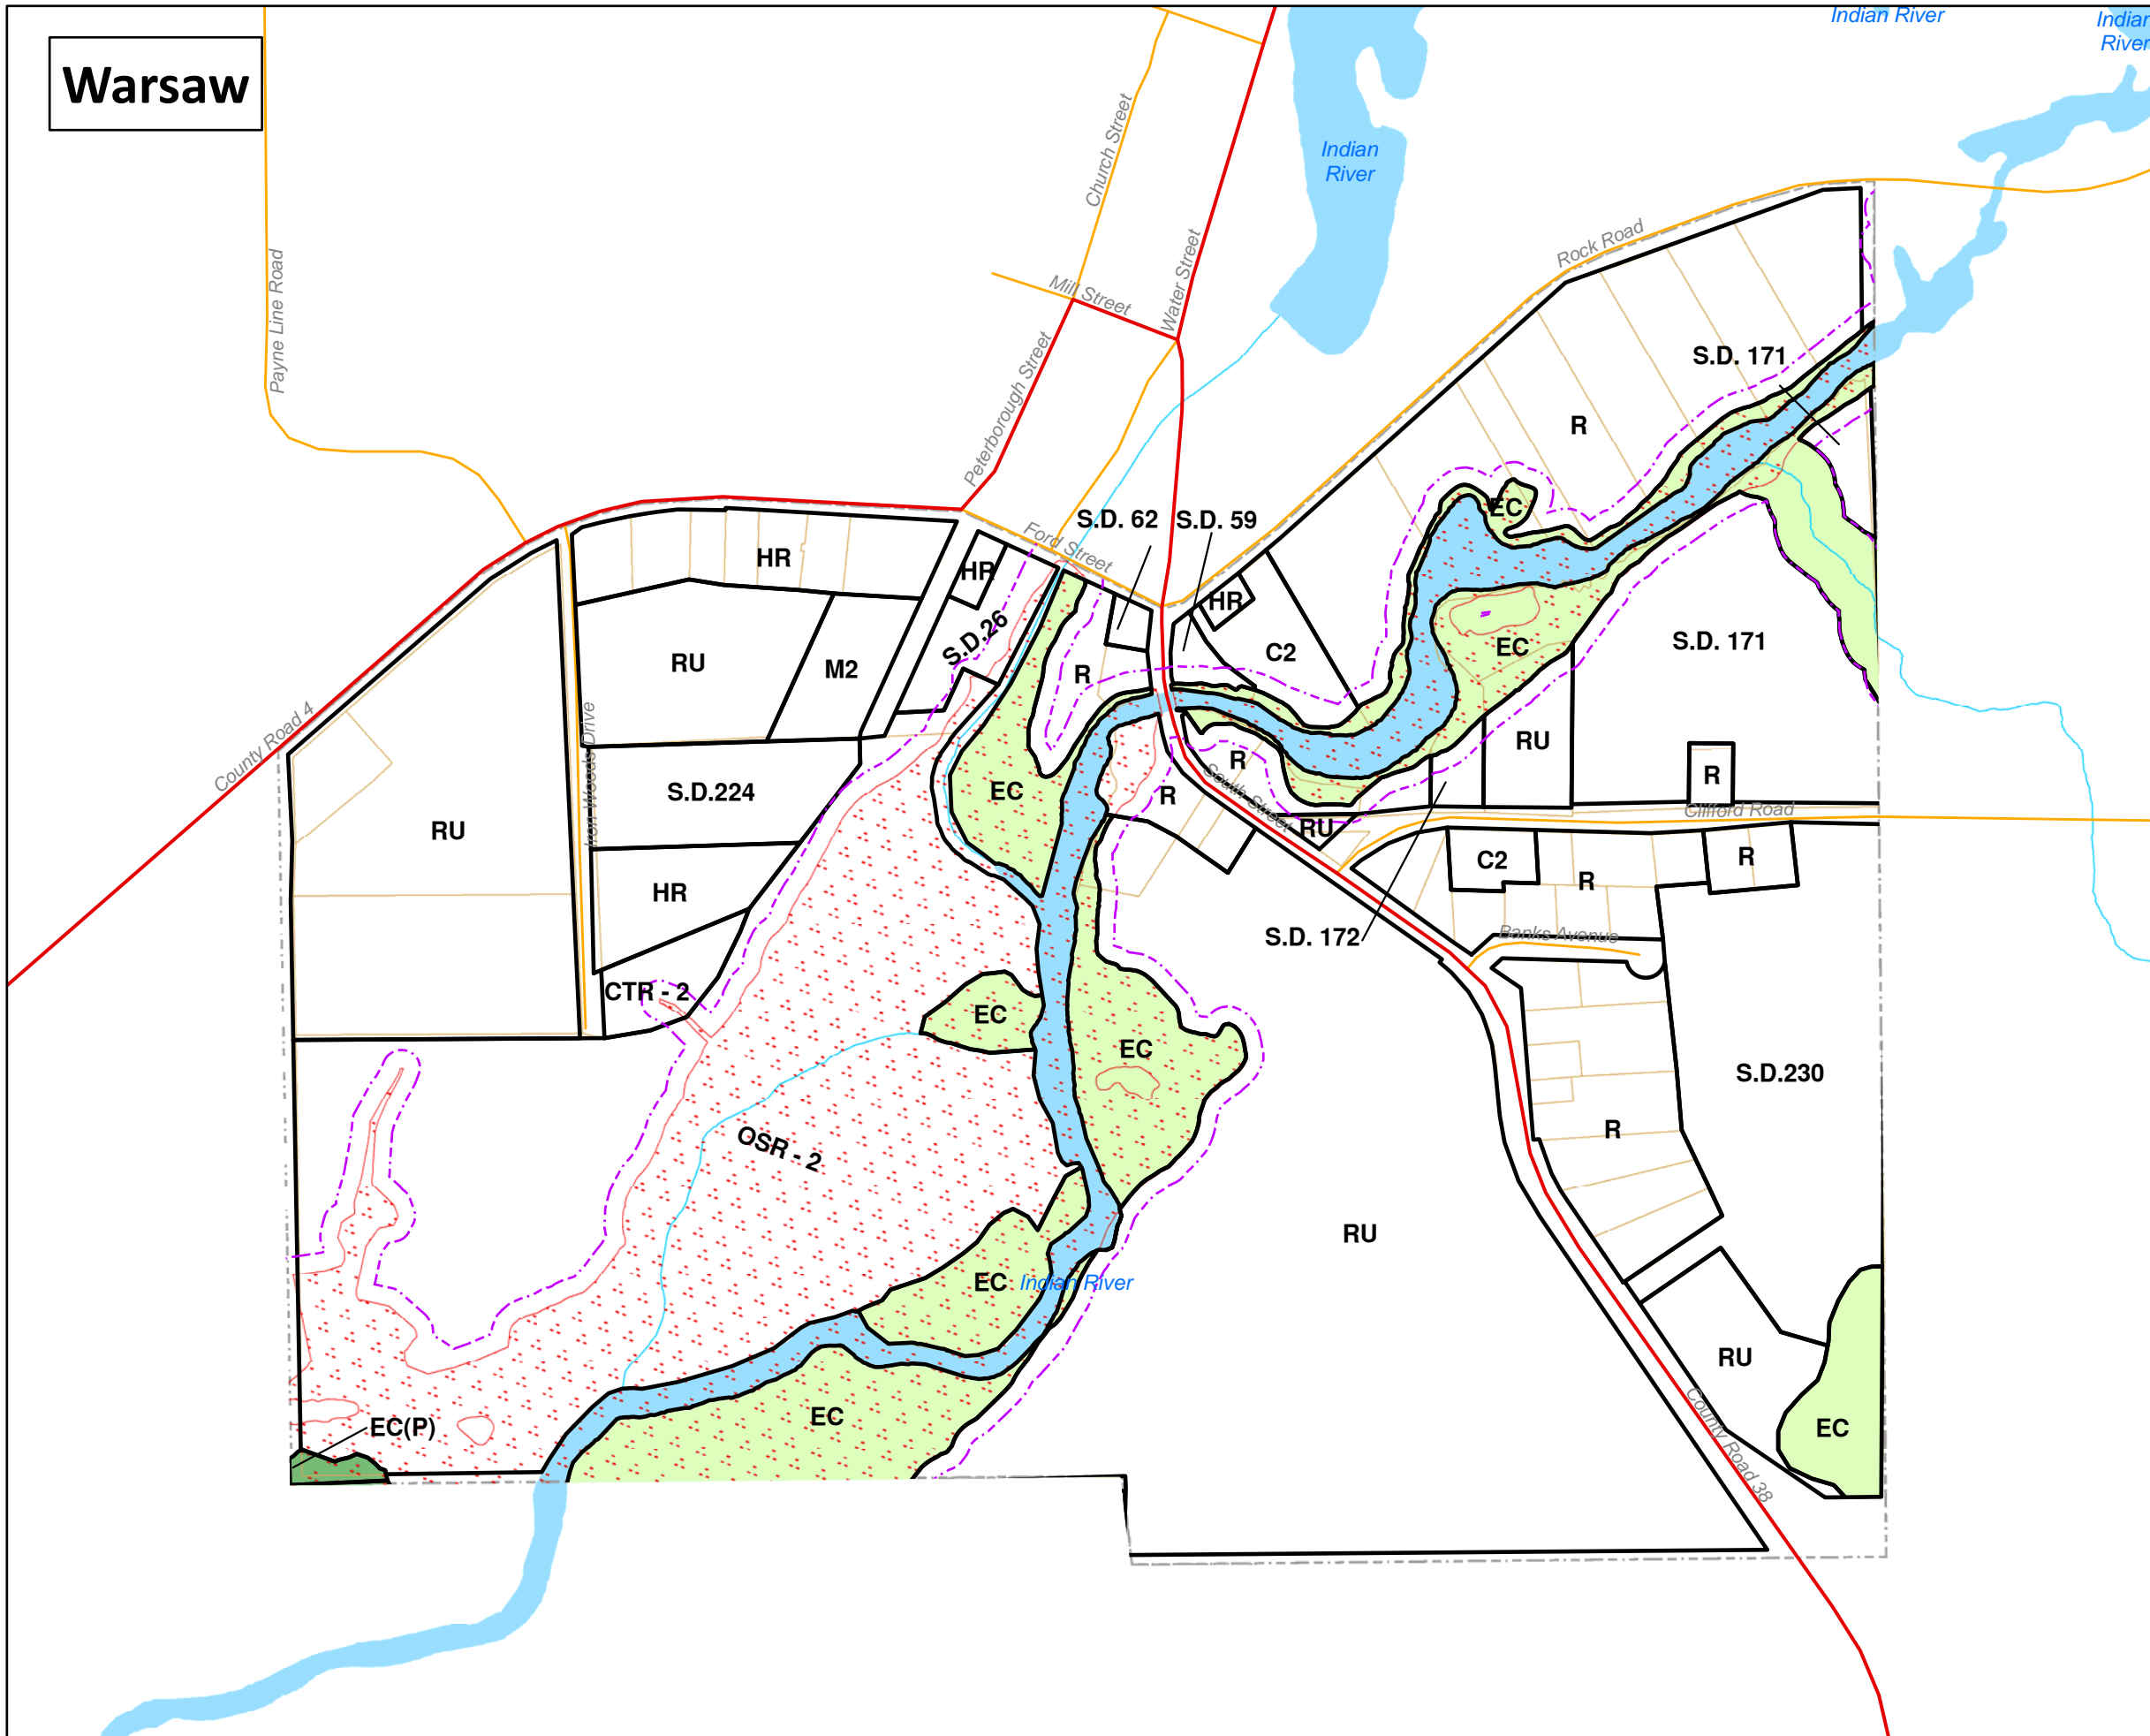 Indian River
Indian
River
Warsaw
Church Street
Indian
River
Payne Line Road
Mill Street
Water Street
Rock Road
Peterborough Street
S.D. 171
R
EC
S.D. 62
S.D. 59
Ford Street
HR
HR
HR
S.D.26
C2
EC
S.D. 171
RU
M2
R
County Road 4
Iron Woods Drive
RU
R
R
S.D.224
EC
R
South Street
Clifford Road
RU
RU
C2
R
R
HR
S.D. 172
Banks Avenue
CTR - 2
EC
EC
S.D.230
OSR - 2
R
RU
EC
Indian River
RU
EC
EC(P)
EC
County Road 38